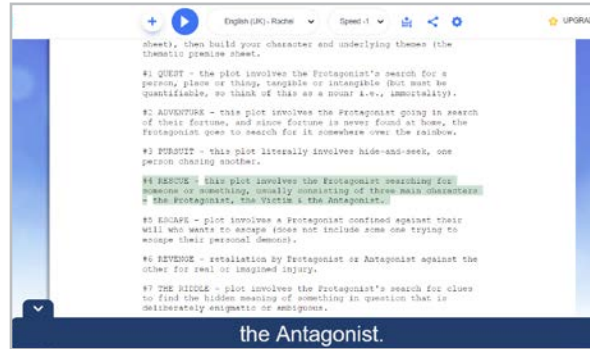 English (UK) - Rachel
Speed -1
UPGRA
sheet), then build your character and underlying themes (the
thematic premise sheet.
#1 QUEST - the plot involves the Protagonist's search for a
person, place or thing, tangible or intangible (but must be
quantifiable, so think of this as a noun; i.e., immortality).
#2 ADVENTURE - this plot involves the Protagonist going in search
of their fortune, and since fortune is never found at home, the
Protagonist goes to search for it somewhere over the rainbow.
#3 PURSUIT - this plot literally involves hide-and-seek, one
person chasing another.
#4 RESCUE - this plot involves the Protagonist searching for
someone or something, usually consisting of three main characters
- the Protagonist, the Victim & the Antagonist.
#5 ESCAPE - plot involves a Protagonist confined against their
will who wants to escape (does not include some one trying to
escape their personal demons).
#6 REVENGE - retaliation by Protagonist or Antagonist against the
other for real or imagined injury.
#7 THE RIDDLE - plot involves the Protagonist's search for clues
to find the hidden meaning of something in question that is
deliberately enigmatic or ambiguous.
the Antagonist.